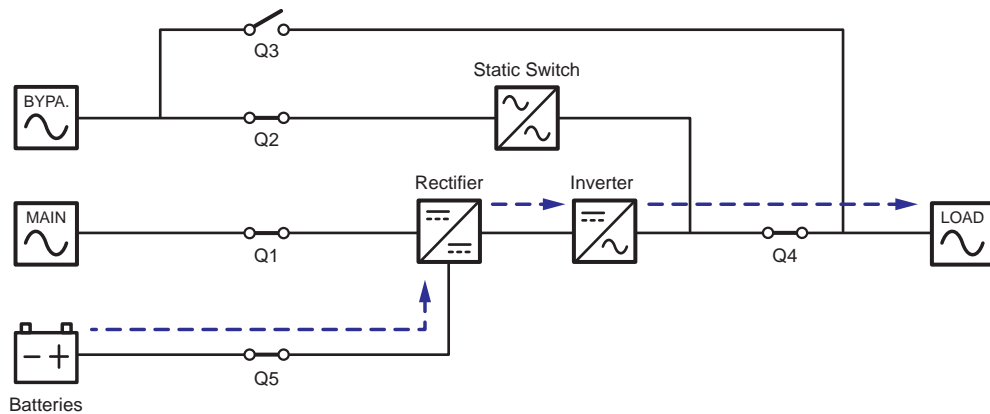 Q3
Static Switch
BYPA.
Q2
Rectifier
Inverter
MAIN
LOAD
Q1
Q4
Q5
Batteries